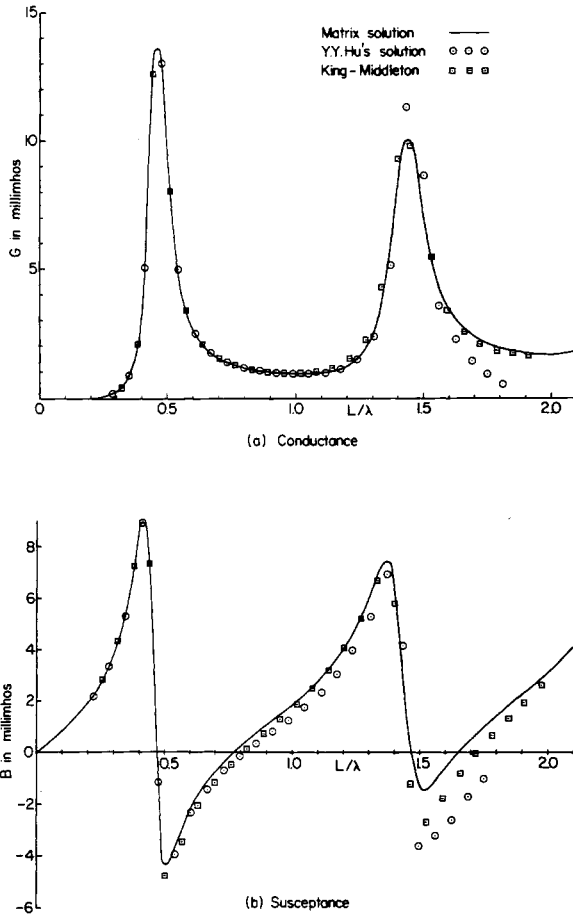 15
10
5
0
G in millimhos
Matrix solution
Y.Y.Hu's solution
King-Middleton
0
0.5
1.0
L/λ
1.5
2.0
(a) Conductance
8
6
4
2
0
-2
-4
-6
B in millimhos
0.5
1.0
L/λ
1.5
2.0
(b) Susceptance